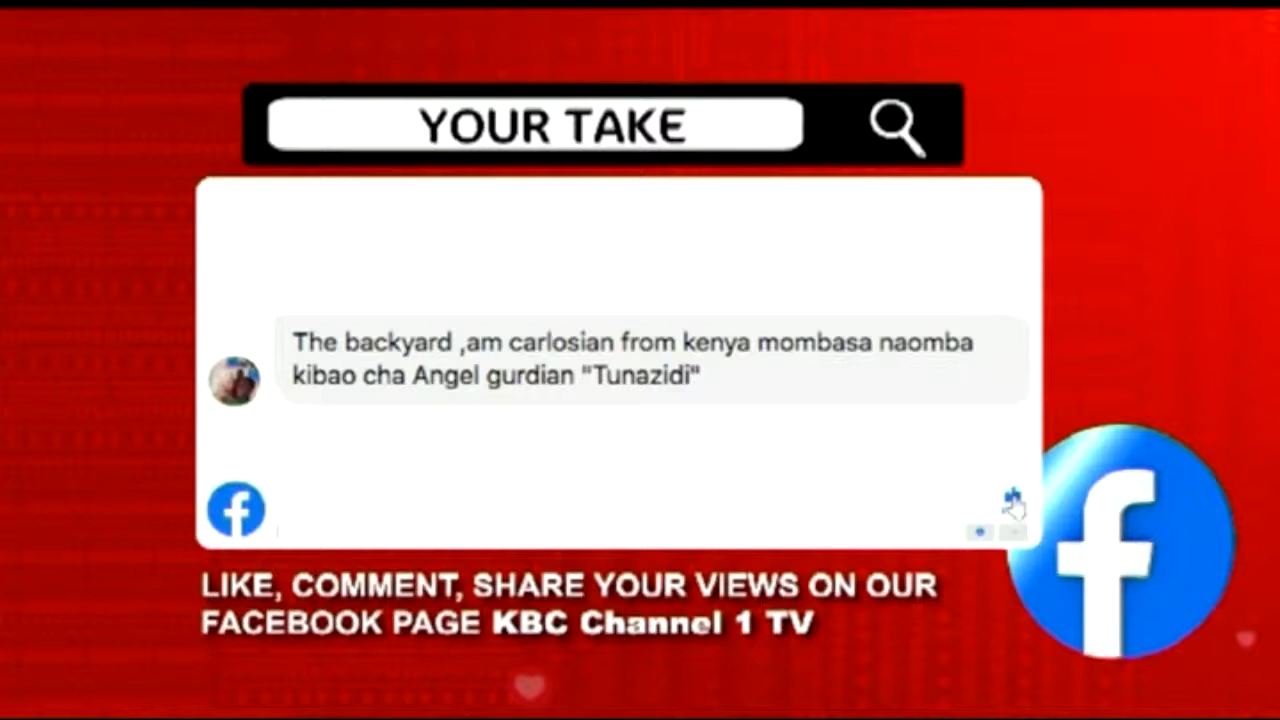 YOUR TAKE
The backyard ,am carlosian from kenya mombasa naomba
kibao cha Angel gurdian "Tunazidi"
LIKE, COMMENT, SHARE YOUR VIEWS ON OUR
FACEBOOK PAGE KBC Channel 1 TV